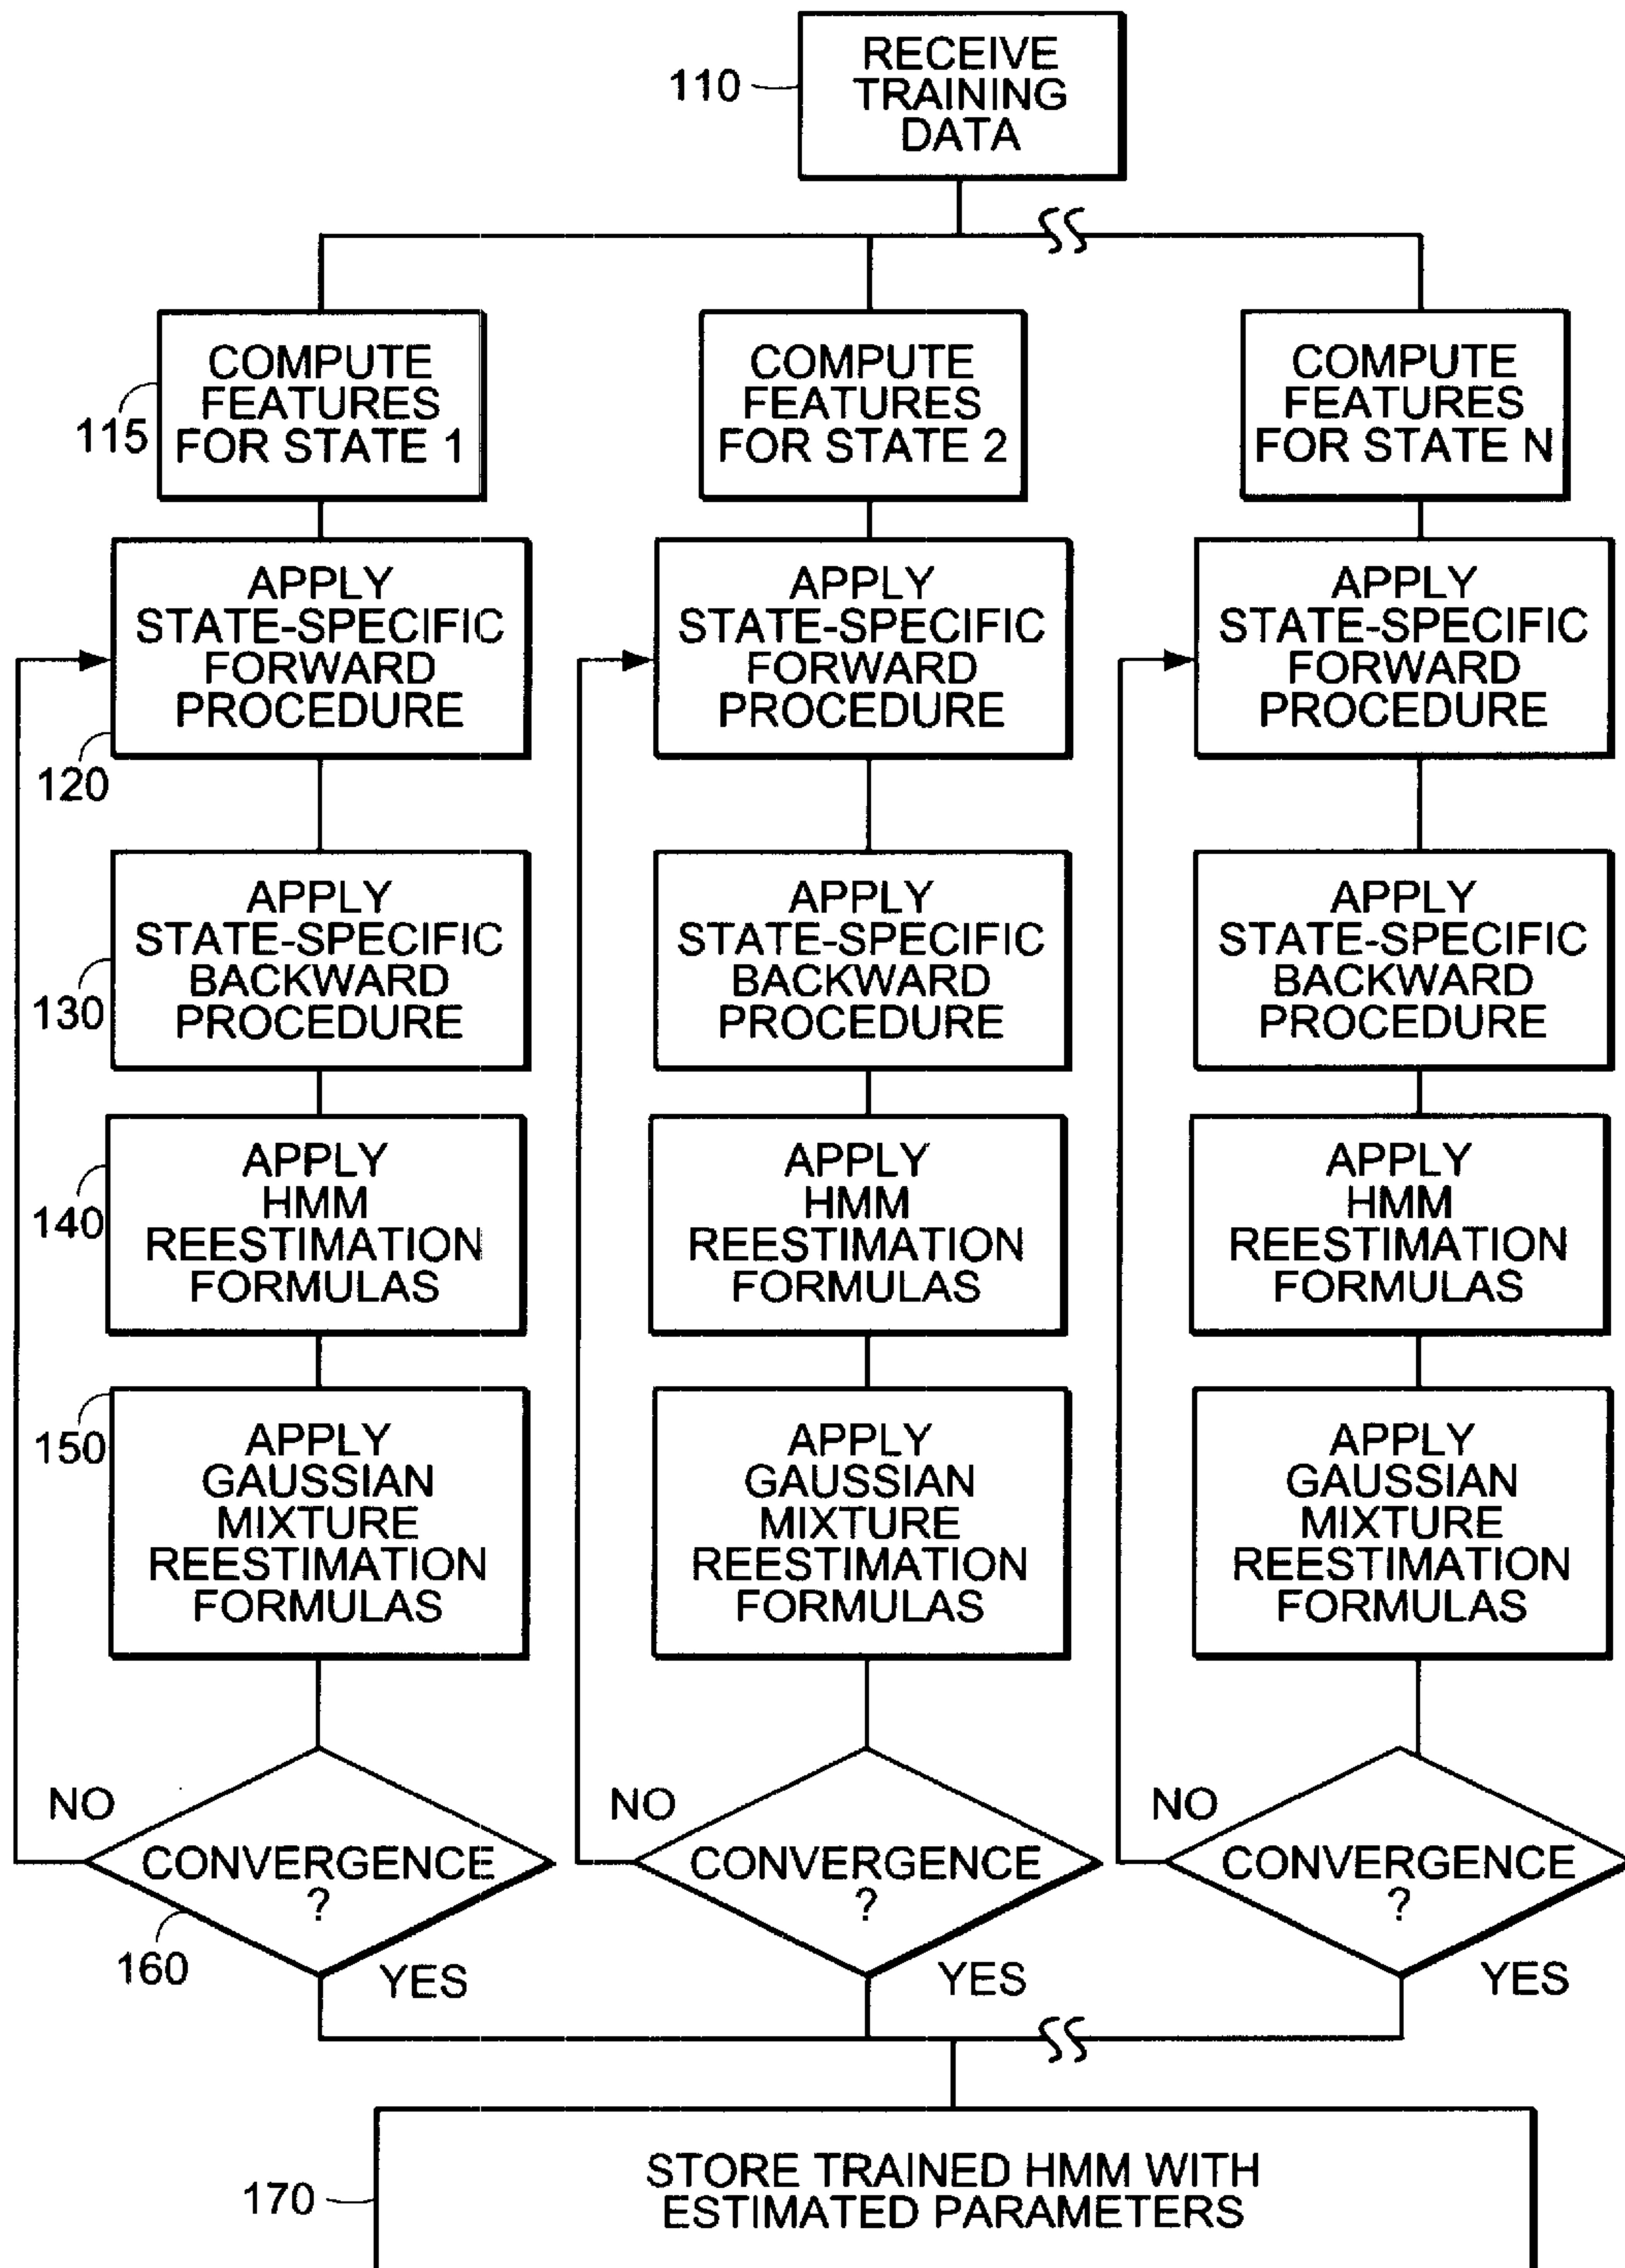 RECEIVE
TRAINING
DATA
110
COMPUTE
FEATURES
FOR STATE 1
115
COMPUTE
FEATURES
FOR STATE 2
COMPUTE
FEATURES
FOR STATE N
APPLY
STATE-SPECIFIC
FORWARD
PROCEDURE
120
APPLY
STATE-SPECIFIC
FORWARD
PROCEDURE
APPLY
STATE-SPECIFIC
FORWARD
PROCEDURE
APPLY
STATE-SPECIFIC
BACKWARD
PROCEDURE
130
APPLY
STATE-SPECIFIC
BACKWARD
PROCEDURE
APPLY
STATE-SPECIFIC
BACKWARD
PROCEDURE
APPLY
HMM
REESTIMATION
FORMULAS
140
APPLY
HMM
REESTIMATION
FORMULAS
APPLY
HMM
REESTIMATION
FORMULAS
150
APPLY
GAUSSIAN
MIXTURE
REESTIMATION
FORMULAS
APPLY
GAUSSIAN
MIXTURE
REESTIMATION
FORMULAS
APPLY
GAUSSIAN
MIXTURE
REESTIMATION
FORMULAS
NO
CONVERGENCE
?
160
YES
NO
CONVERGENCE
?
YES
NO
CONVERGENCE
?
YES
170
STORE TRAINED HMM WITH
ESTIMATED PARAMETERS